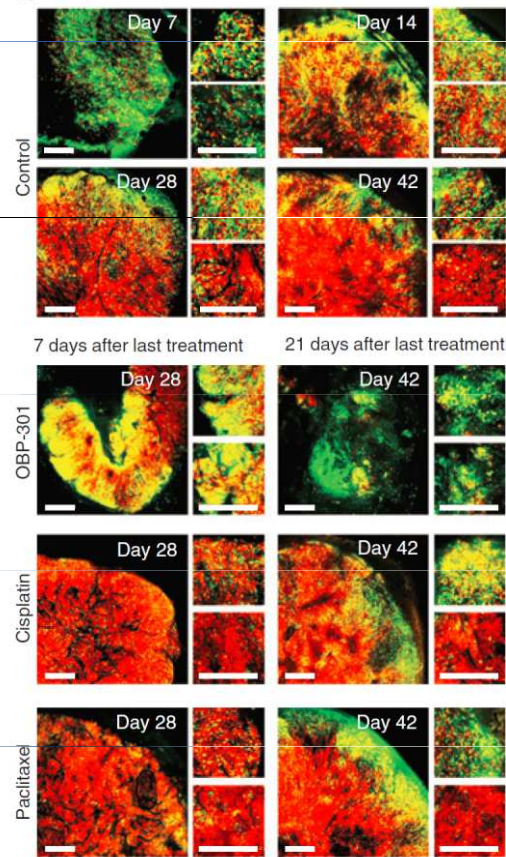 Day 7
Day 14
Control
Day 28
Day 42
7 days after last treatment
21 days after last treatment
OBP-301
Day 28
Day 42
Cisplatin
Day 28
Day 42
Paclitaxe
Day 28
Day 42